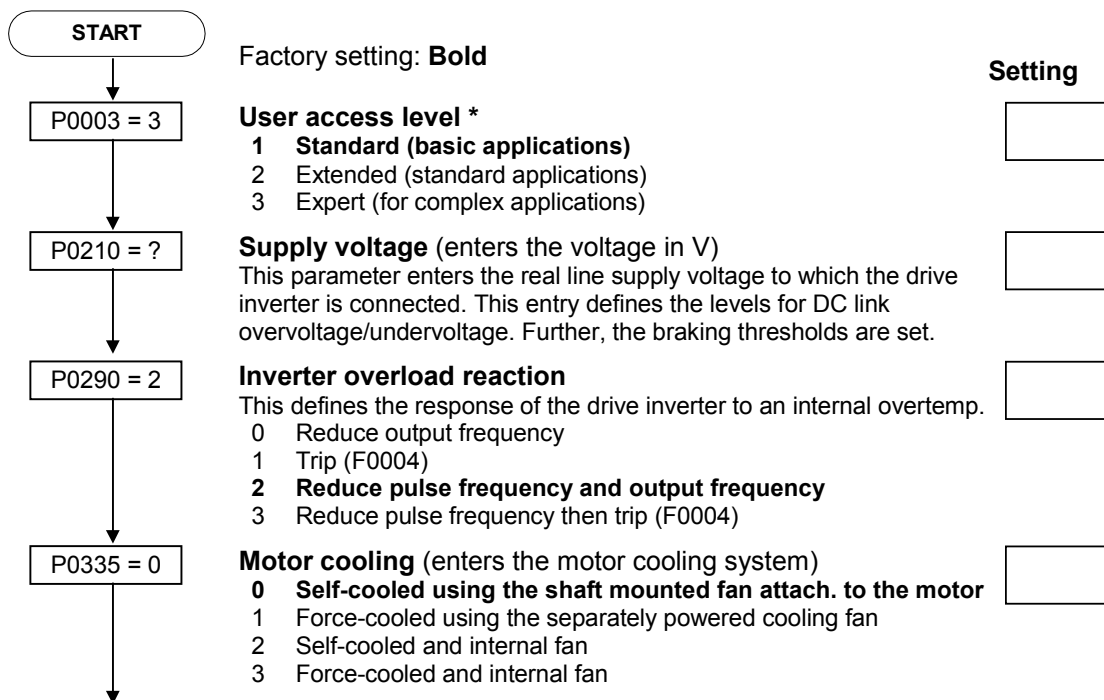 START
Factory setting: Bold
Setting
P0003 = 3
User access level *
1 Standard (basic applications)
2 Extended (standard applications)
3 Expert (for complex applications)
P0210 = ?
Supply voltage (enters the voltage in V)
This parameter enters the real line supply voltage to which the drive
inverter is connected. This entry defines the levels for DC link
overvoltage/undervoltage. Further, the braking thresholds are set.
P0290 = 2
Inverter overload reaction
This defines the response of the drive inverter to an internal overtemp.
0 Reduce output frequency
1 Trip (F0004)
2 Reduce pulse frequency and output frequency
3 Reduce pulse frequency then trip (F0004)
P0335 = 0
Motor cooling (enters the motor cooling system)
0 Self-cooled using the shaft mounted fan attach. to the motor
1 Force-cooled using the separately powered cooling fan
2 Self-cooled and internal fan
3 Force-cooled and internal fan